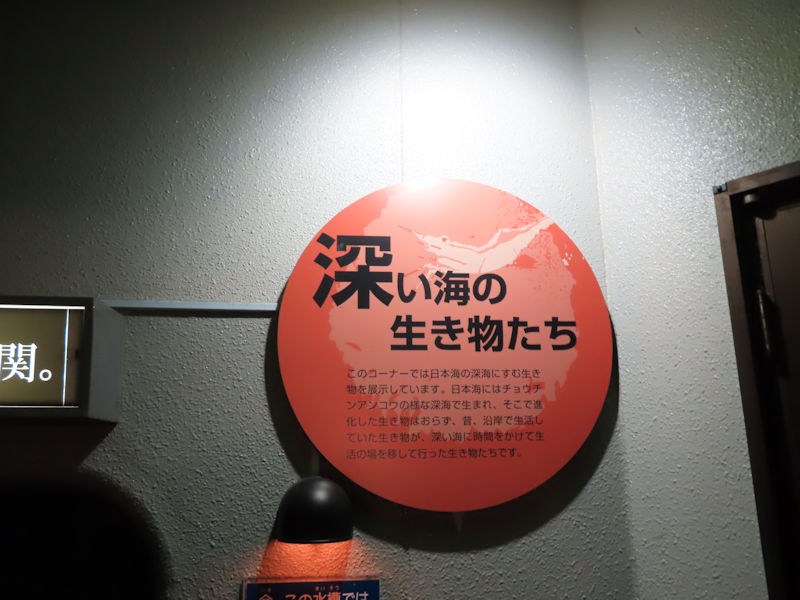 深い海の
生き物たち
このコーナーでは日本海の深海にすむ生き
物を展示しています。日本海にはチョウチ
ンアンコウの様な深海で生まれ、そこで進
化した生き物はおらず、昔、沿岸で生活し
ていた生き物が、深い海に時間をかけて生
活の場を移して行った生き物たちです。
関。
すい そう
この水槽では